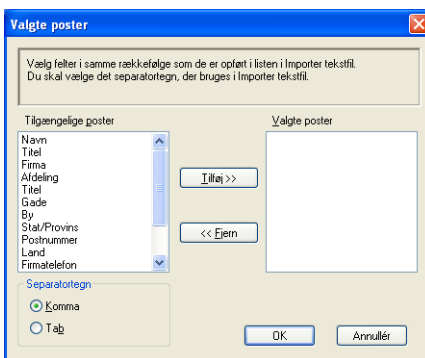 Valgte poster
Vælg felter i samme rækkefølge som de er opført i listen i Importer tekstfil.
Du skal vælge det separatortegn, der bruges i Importer tekstfil.
Tilgængelige poster
Valgte poster
Navn
Titel
Firma
Afdeling
Titel
Gade
By
Stat/Provins
Postnummer
Land
Firmatelefon
Tilføj >>
<< Fjern
Separatortegn
Komma
Tab
OK
Annullér